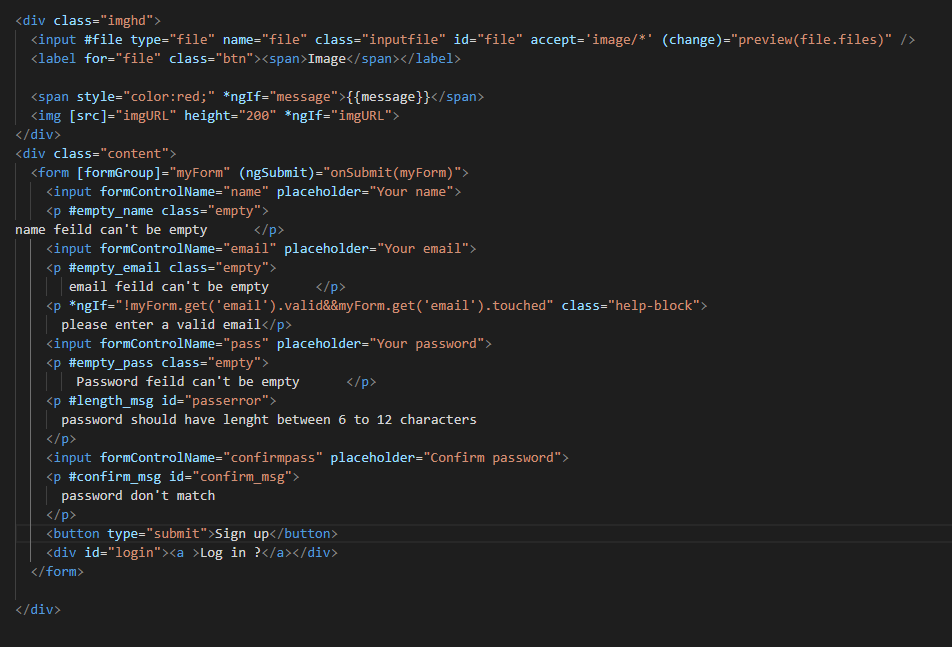 <div class="imghd">
<input #file type="file" name="file" class="inputfile" id="file" accept='image/*' (change)="preview(file.files)" />
<label for="file" class="btn"><span>Image</span></label>
<span style="color:red;" *ngIf="message">{{message}}</span>
<img [src]="imgURL" height="200" *ngIf="imgURL">
</div>
<div class="content">
<form [formGroup]="myForm" (ngSubmit)="onSubmit(myForm)">
<input formControlName="name" placeholder="Your name">
<p #empty_name class="empty">
name feild can't be empty      </p>
<input formControlName="email" placeholder="Your email">
<p #empty_email class="empty">
email feild can't be empty      </p>
<p *ngIf="!myForm.get('email').valid&&myForm.get('email').touched" class="help-block">
please enter a valid email</p>
<input formControlName="pass" placeholder="Your password">
<p #empty_pass class="empty">
Password feild can't be empty      </p>
<p #length_msg id="passerror">
password should have lenght between 6 to 12 characters
</p>
<input formControlName="confirmpass" placeholder="Confirm password">
<p #confirm_msg id="confirm_msg">
password don't match
</p>
<button type="submit">Sign up</button>
<div id="login"><a >Log in ?</a></div>
</form>
</div>